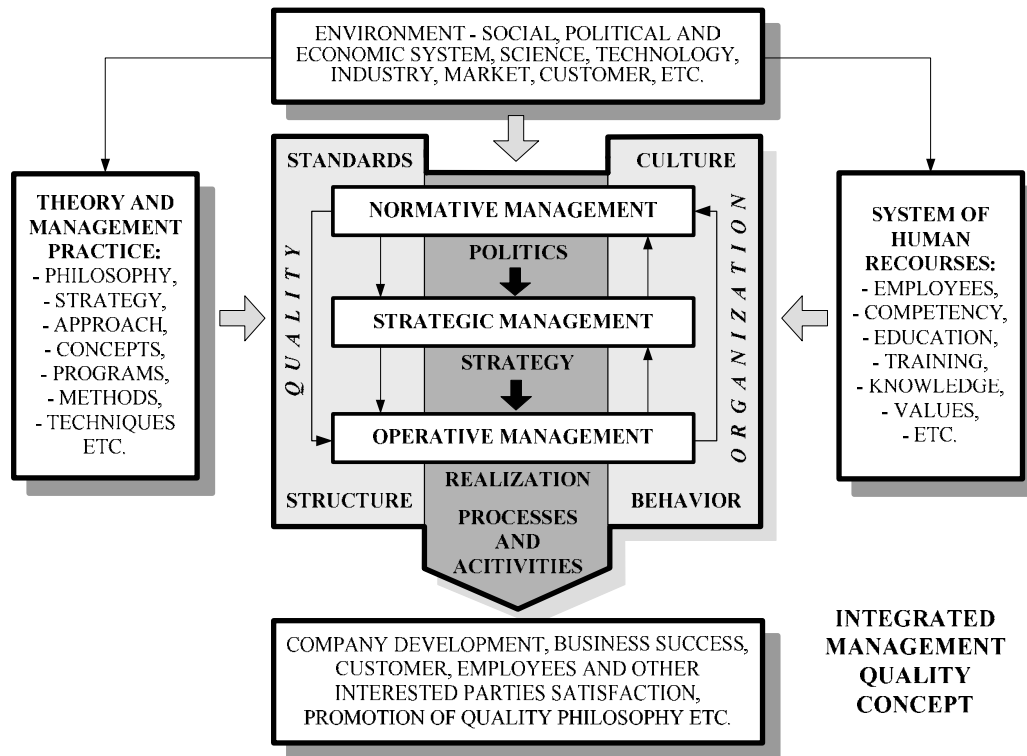 ENVIRONMENT - SOCIAL, POLITICAL AND
ECONOMIC SYSTEM, SCIENCE, TECHNOLOGY,
INDUSTRY, MARKET, CUSTOMER, ETC.
THEORY AND
MANAGEMENT
PRACTICE:
- PHILOSOPHY,
- STRATEGY,
- APPROACH,
- CONCEPTS,
- PROGRAMS,
- METHODS,
- TECHNIQUES
ETC.
STANDARDS
CULTURE
QUALITY
NORMATIVE MANAGEMENT
POLITICS
STRATEGIC MANAGEMENT
STRATEGY
OPERATIVE MANAGEMENT
ORGANIZATION
STRUCTURE
REALIZATION
BEHAVIOR
PROCESSES
AND
ACITIVITIES
SYSTEM OF
HUMAN
RECOURSES:
- EMPLOYEES,
- COMPETENCY,
- EDUCATION,
- TRAINING,
- KNOWLEDGE,
- VALUES,
- ETC.
COMPANY DEVELOPMENT, BUSINESS SUCCESS,
CUSTOMER, EMPLOYEES AND OTHER
INTERESTED PARTIES SATISFACTION,
PROMOTION OF QUALITY PHILOSOPHY ETC.
INTEGRATED
MANAGEMENT
QUALITY
CONCEPT